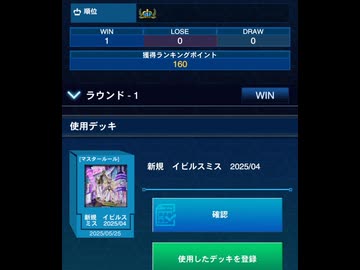 順位
WIN
LOSE
DRAW
1
0
0
獲得ランキングポイント
160
ラウンド - 1
WIN
使用デッキ
[マスタールール]
新規　イビルスミス　2025/04
2025/05/25
新規　イビルスミス　2025/04
確認
使用したデッキを登録